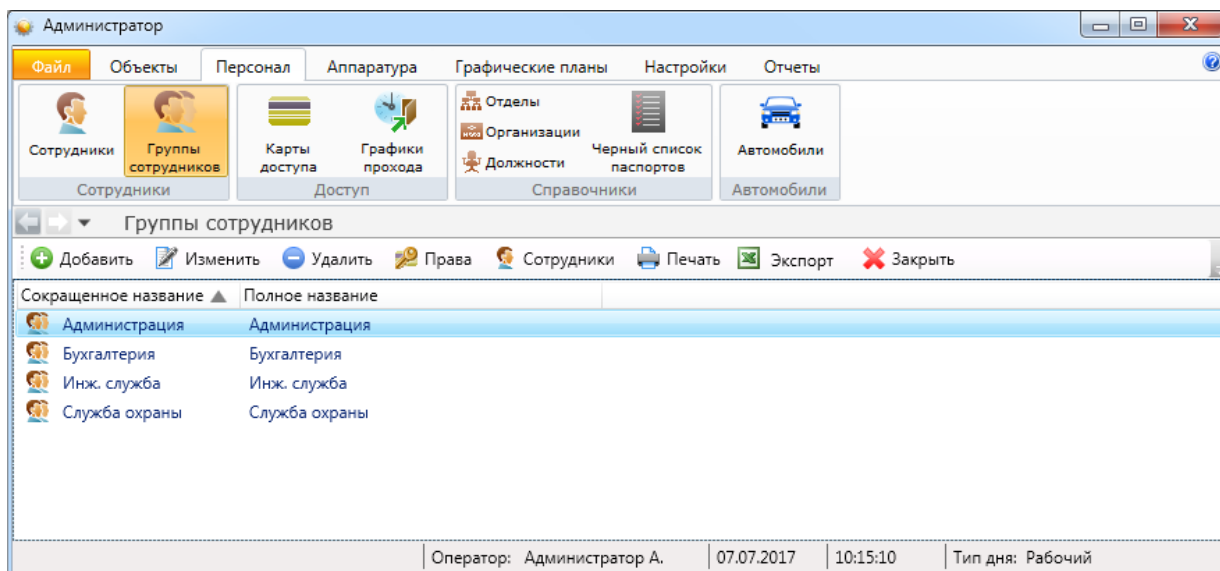 Администратор
Файл Объекты Персонал Аппаратура Графические планы Настройки Отчеты
Сотрудники
Группы сотрудников
Карты доступа
Графики прохода
Отделы
Организации
Должности
Черный список паспортов
Автомобили
Сотрудники Доступ Справочники Автомобили
Группы сотрудников
Добавить Изменить Удалить Права Сотрудники Печать Экспорт Закрыть
Сокращенное название Полное название
Администрация Администрация
Бухгалтерия Бухгалтерия
Инж. служба Инж. служба
Служба охраны Служба охраны
Оператор: Администратор А. 07.07.2017 10:15:10 Тип дня: Рабочий